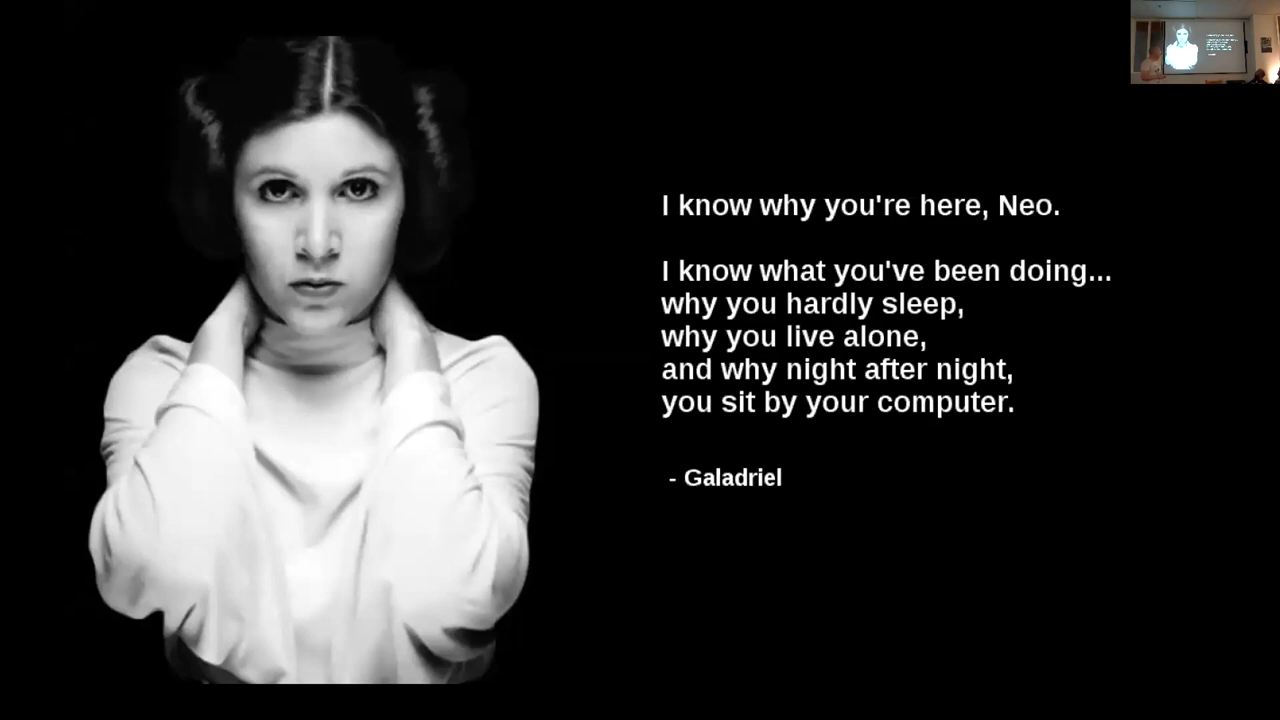 I know why you're here, Neo.
I know what you've been doing...
why you hardly sleep,
why you live alone,
and why night after night,
you sit by your computer.
- Galadriel